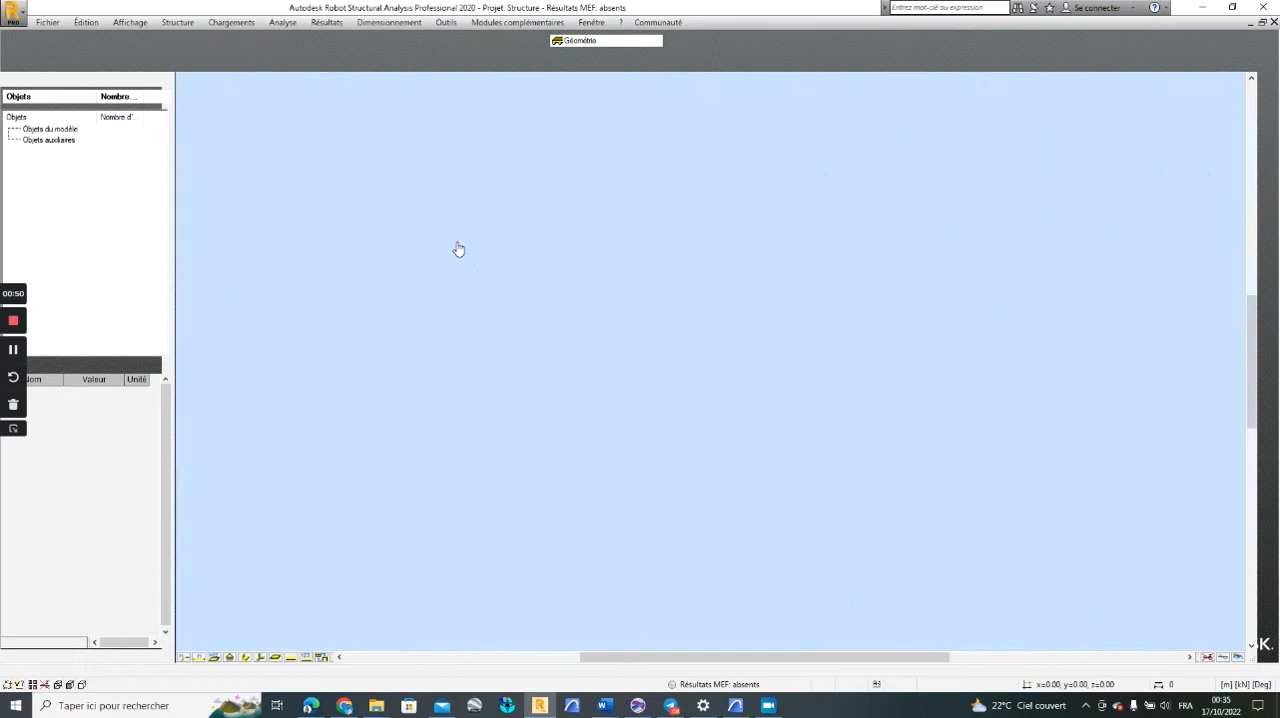 Autodesk Robot Structural Analysis Professional 2020 - Projet: Structure - Résultats MEF: absents
Entrez mot-clé ou expression
Se connecter
PRO
Fichier Édition Affichage Structure Chargements Analyse Résultats Dimensionnement Outils Modules complémentaires Fenêtre ? Communauté
Géométrie
Objets Nombre...
Objets Nombre d'...
Objets du modèle
Objets auxiliaires
00:50
Nom Valeur Unité
K.
Résultats MEF: absents
x=0.00, y=0.00, z=0.00
0
[m] [kN] [Deg]
Taper ici pour rechercher
22°C Ciel couvert
FRA
00:35
17/10/2022